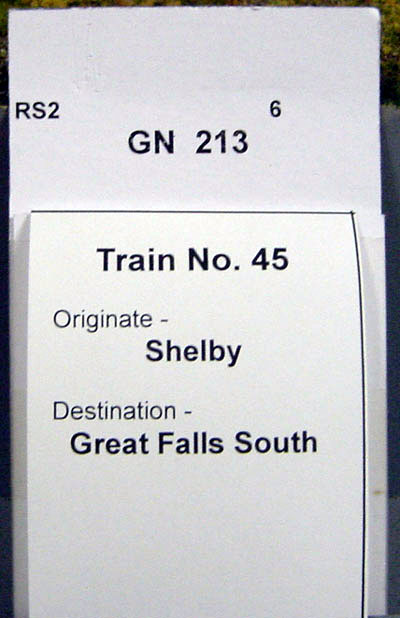 RS2 6
GN 213
Train No. 45
Originate -
Shelby
Destination -
Great Falls South